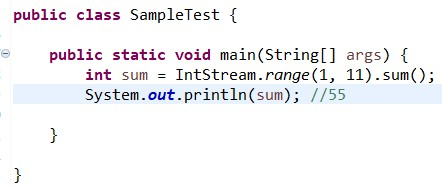 public class SampleTest {
public static void main(String[] args) {
int sum = IntStream.range(1, 11).sum();
System.out.println(sum); //55
}
}